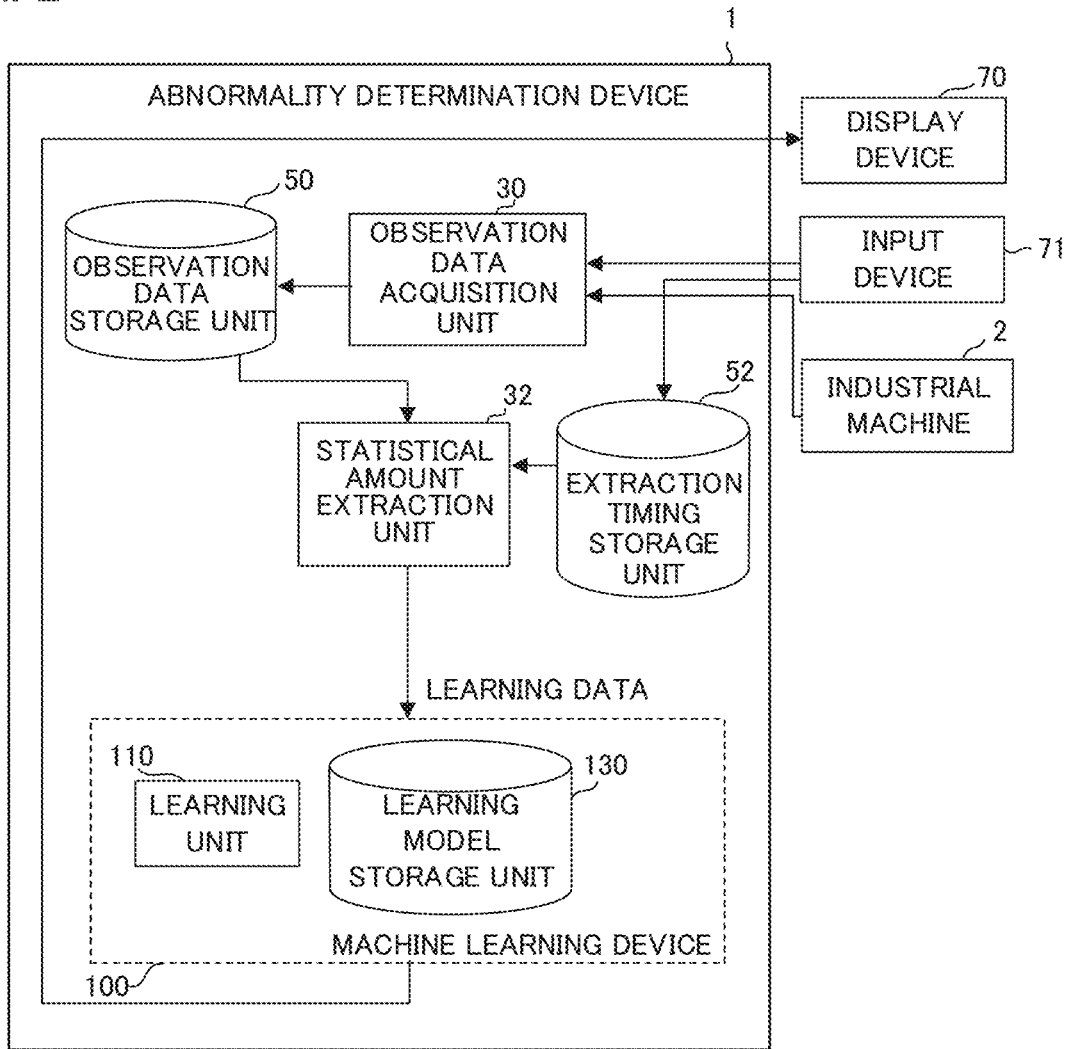 1
ABNORMALITY DETERMINATION DEVICE
70
DISPLAY
DEVICE
50
OBSERVATION
DATA
STORAGE UNIT
30
OBSERVATION
DATA
ACQUISITION
UNIT
INPUT
DEVICE
71
2
INDUSTRIAL
MACHINE
32
STATISTICAL
AMOUNT
EXTRACTION
UNIT
52
EXTRACTION
TIMING
STORAGE
UNIT
LEARNING DATA
110
LEARNING
UNIT
130
LEARNING
MODEL
STORAGE UNIT
MACHINE LEARNING DEVICE
100